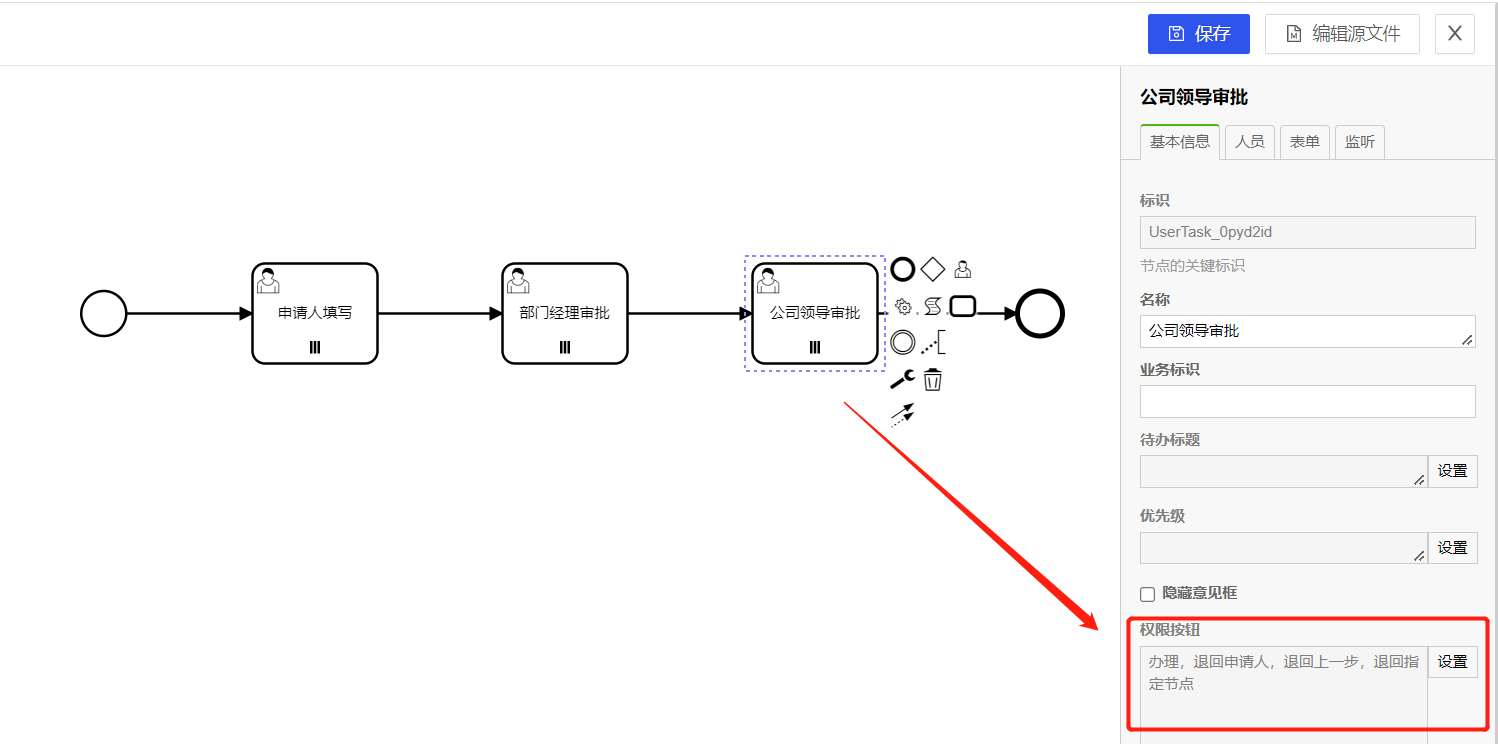 保存
编辑源文件
公司领导审批
基本信息
人员
表单
监听
标识
UserTask_0pyd2id
节点的关键标识
名称
公司领导审批
业务标识
待办标题
设置
优先级
设置
隐藏意见框
权限按钮
办理，退回申请人，退回上一步，退回指
定节点
设置
申请人填写
部门经理审批
公司领导审批